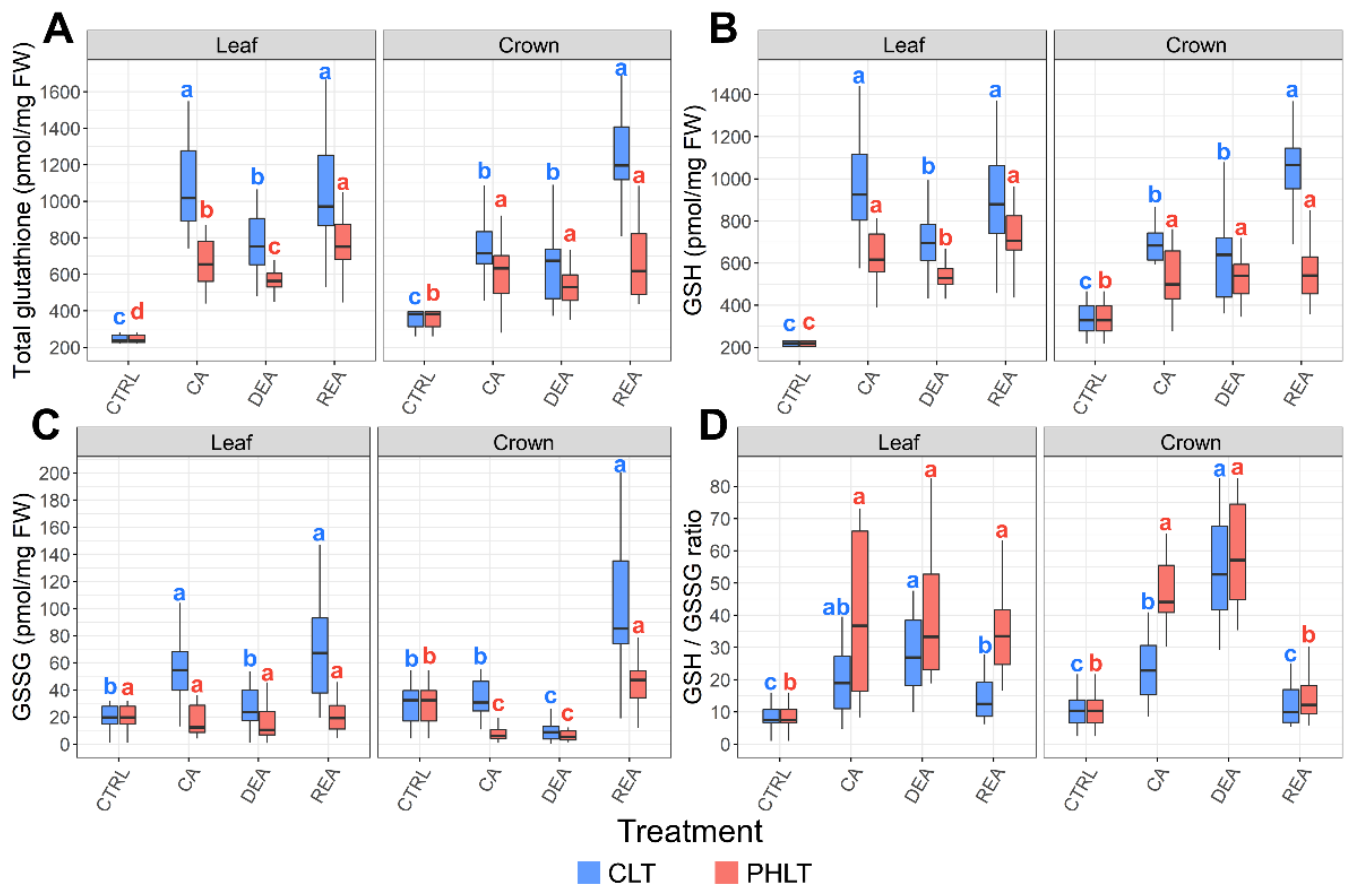 A
Leaf
Crown
Total glutathione (pmol/mg FW)
1600
1400
1200
1000
800
600
400
200
c
d
a
b
b
c
a
a
c
b
b
a
b
a
a
a
CTRL
CA
DEA
REA
CTRL
CA
DEA
REA
B
Leaf
Crown
GSH (pmol/mg FW)
1400
1200
1000
800
600
400
200
c
c
a
a
b
b
a
a
c
b
b
a
b
a
a
a
CTRL
CA
DEA
REA
CTRL
CA
DEA
REA
C
Leaf
Crown
GSSG (pmol/mg FW)
200
180
160
140
120
100
80
60
40
20
0
b
a
a
a
b
a
a
a
b
b
b
c
c
c
a
a
CTRL
CA
DEA
REA
CTRL
CA
DEA
REA
D
Leaf
Crown
GSH / GSSG ratio
80
70
60
50
40
30
20
10
0
c
b
ab
a
a
a
b
a
c
b
b
a
a
a
c
b
CTRL
CA
DEA
REA
CTRL
CA
DEA
REA
Treatment
CLT
PHLT